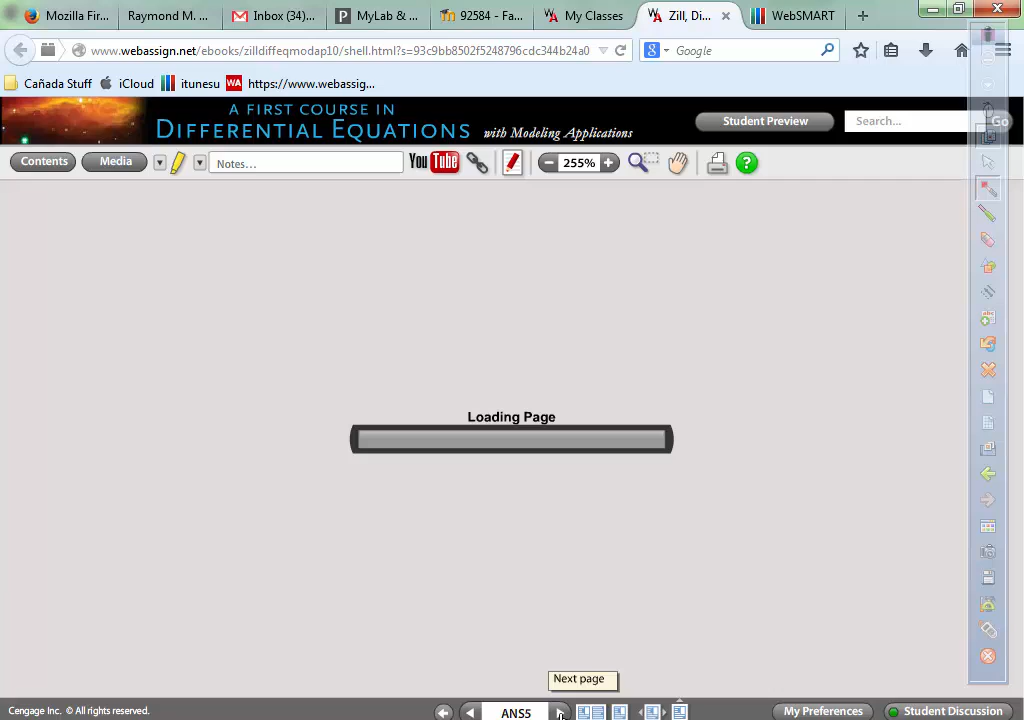 Mozilla Fir...
Raymond M. ...
Inbox (34)...
MyLab & ...
92584 - Fa...
My Classes
Zill, Di...
WebSMART
www.webassign.net/ebooks/zilldiffeqmodap10/shell.html?s=93c9bb8502f5248796cdc344b24a0
Google
Cañada Stuff
iCloud
itunesu
WA
https://www.webassig...
A FIRST COURSE IN
DIFFERENTIAL EQUATIONS with Modeling Applications
Student Preview
Search...
Go
Contents
Media
Notes...
YouTube
255%
Loading Page
Next page
Cengage Inc. © All rights reserved.
ANS5
My Preferences
Student Discussion